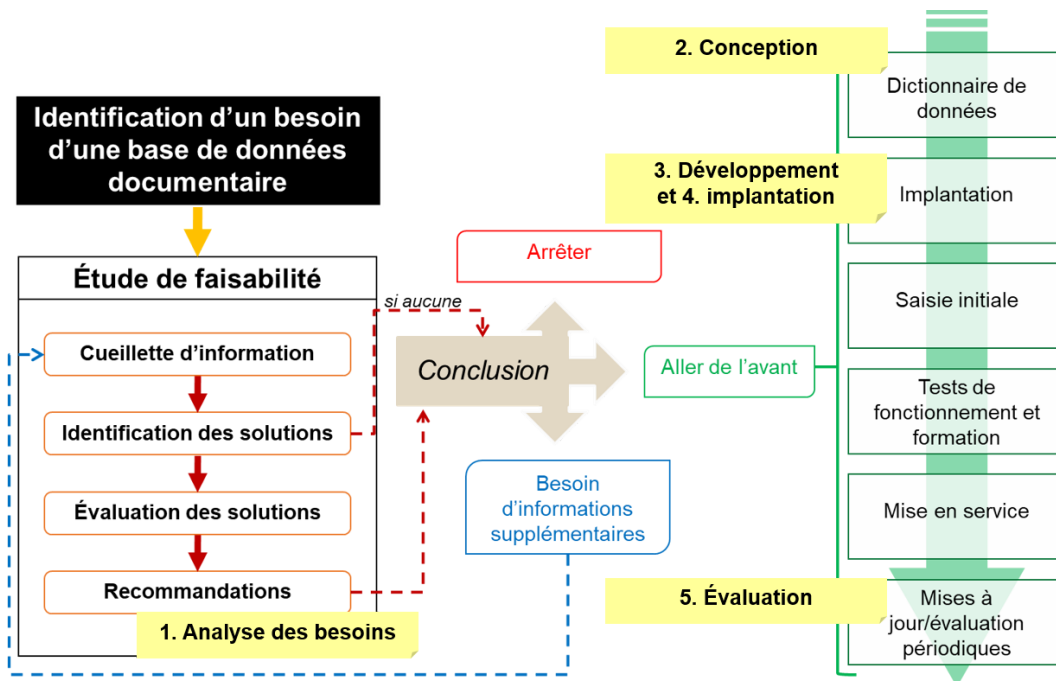 Identification d’un besoin
d’une base de données
documentaire
Étude de faisabilité
Cueillette d’information
Identification des solutions
Évaluation des solutions
Recommandations
1. Analyse des besoins
si aucune
Conclusion
Arrêter
Aller de l’avant
Besoin
d’informations
supplémentaires
2. Conception
Dictionnaire de
données
3. Développement
et 4. implantation
Implantation
Saisie initiale
Tests de
fonctionnement et
formation
Mise en service
5. Évaluation
Mises à
jour/évaluation
périodiques